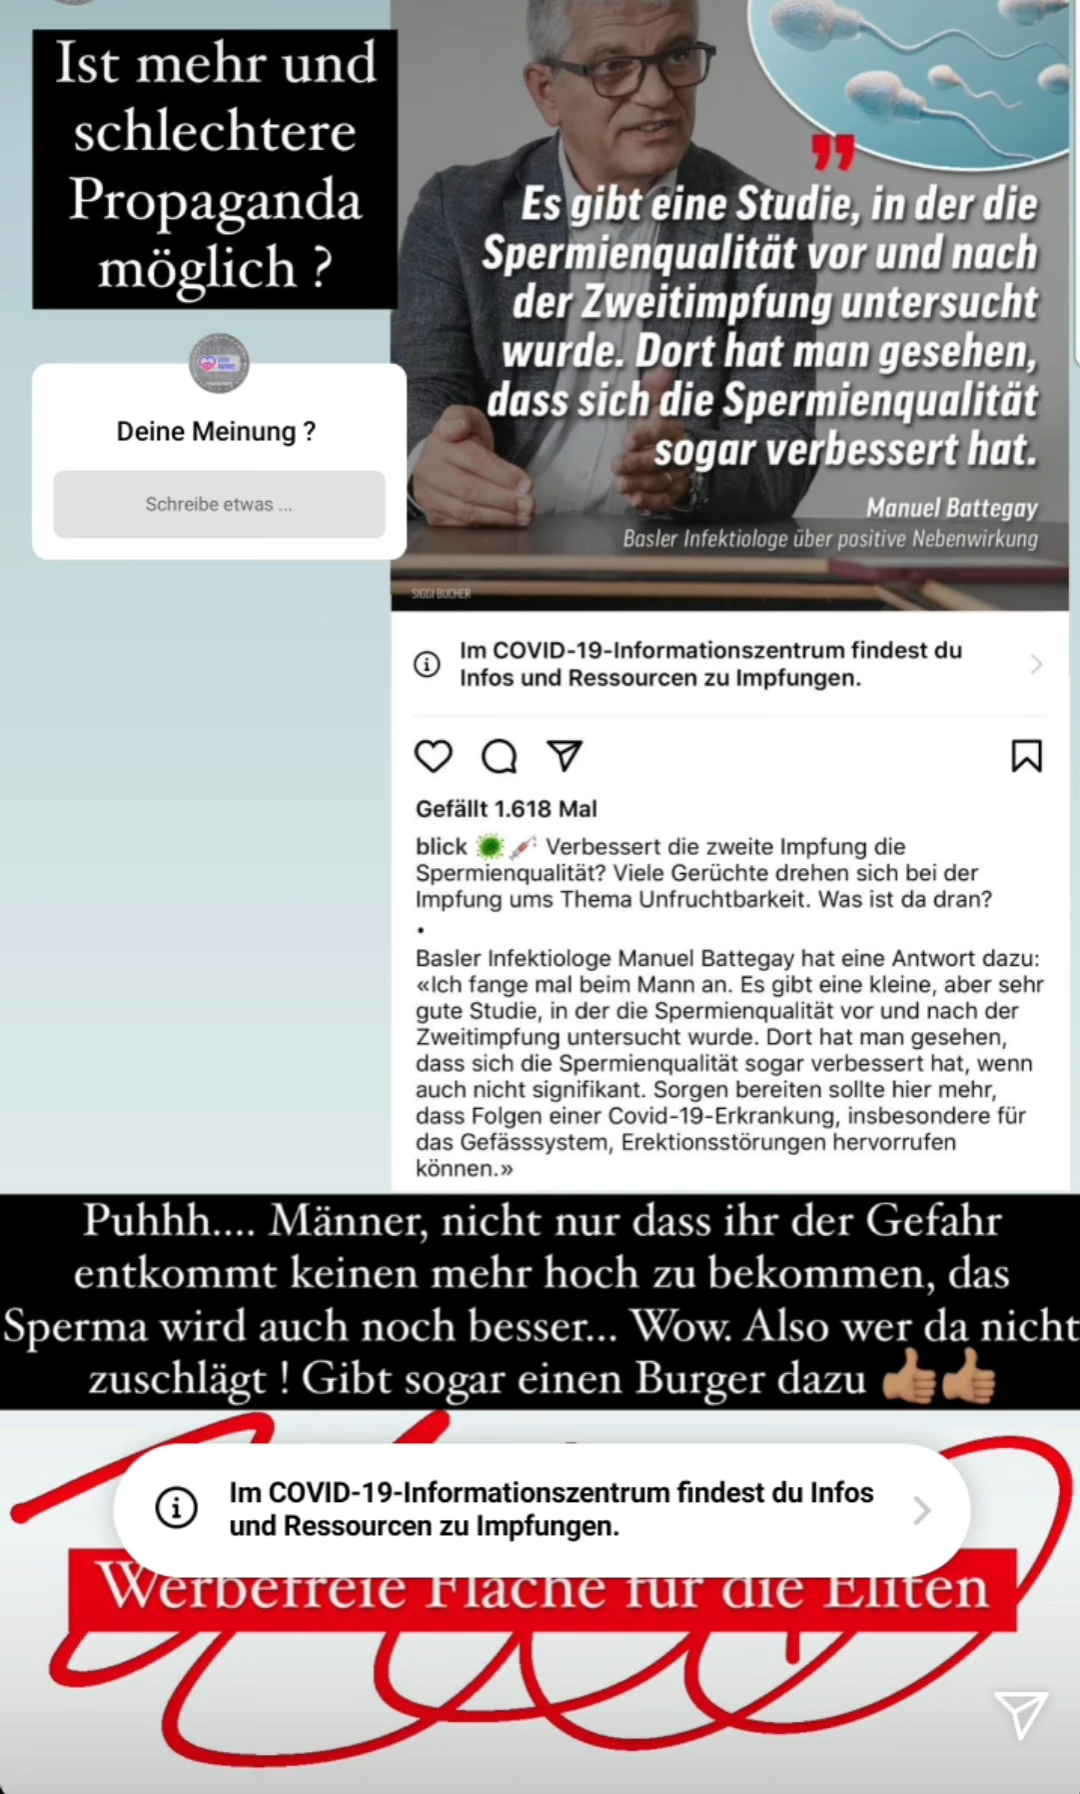 Ist mehr und
schlechtere
Propaganda
möglich ?
Deine Meinung ?
Schreibe etwas ...
"
Es gibt eine Studie, in der die
Spermienqualität vor und nach
der Zweitimpfung untersucht
wurde. Dort hat man gesehen,
dass sich die Spermienqualität
sogar verbessert hat.
Manuel Battegay
Basler Infektiologe über positive Nebenwirkung
SIGGI BUCHER
Im COVID-19-Informationszentrum findest du
Infos und Ressourcen zu Impfungen.
Gefällt 1.618 Mal
blick 🦠💉 Verbessert die zweite Impfung die
Spermienqualität? Viele Gerüchte drehen sich bei der
Impfung ums Thema Unfruchtbarkeit. Was ist da dran?
•
Basler Infektiologe Manuel Battegay hat eine Antwort dazu:
«Ich fange mal beim Mann an. Es gibt eine kleine, aber sehr
gute Studie, in der die Spermienqualität vor und nach der
Zweitimpfung untersucht wurde. Dort hat man gesehen,
dass sich die Spermienqualität sogar verbessert hat, wenn
auch nicht signifikant. Sorgen bereiten sollte hier mehr,
dass Folgen einer Covid-19-Erkrankung, insbesondere für
das Gefässsystem, Erektionsstörungen hervorrufen
können.»
Puhhh.... Männer, nicht nur dass ihr der Gefahr
entkommt keinen mehr hoch zu bekommen, das
Sperma wird auch noch besser... Wow. Also wer da nicht
zuschlägt ! Gibt sogar einen Burger dazu 👍🏽👍🏽
Im COVID-19-Informationszentrum findest du Infos
und Ressourcen zu Impfungen.
Werbefreie Fläche für die Eliten